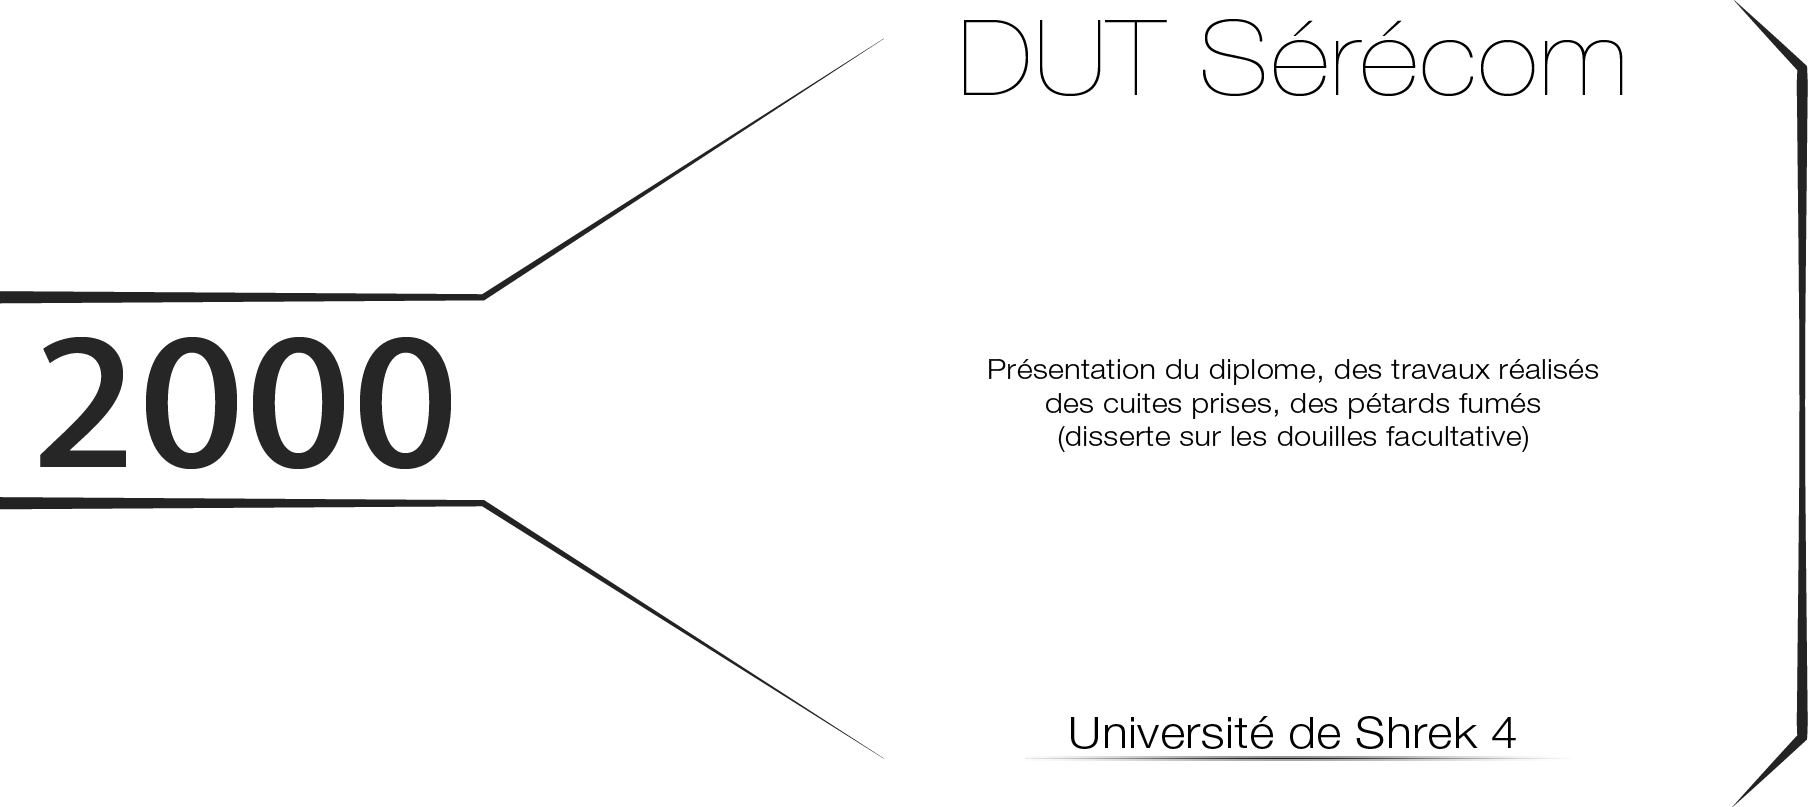 DUT Sérécom
2000
Présentation du diplome, des travaux réalisés
des cuites prises, des pétards fumés
(disserte sur les douilles facultative)
Université de Shrek 4